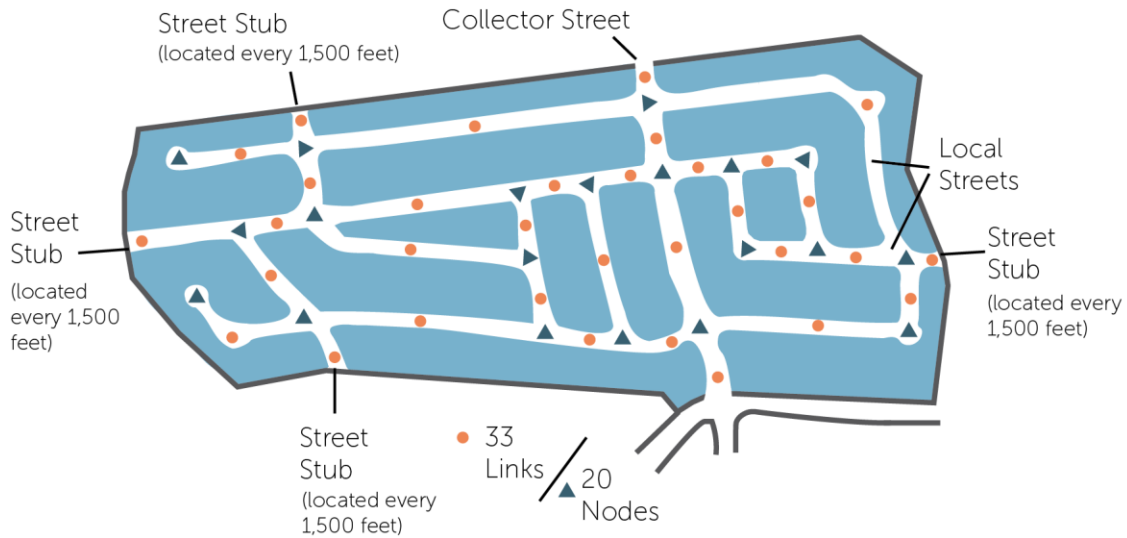 Street Stub
(located every 1,500 feet)
Collector Street
Local
Streets
Street
Stub
(located
every 1,500
feet)
Street
Stub
(located every
1,500 feet)
Street
Stub
(located every
1,500 feet)
33
Links
20
Nodes